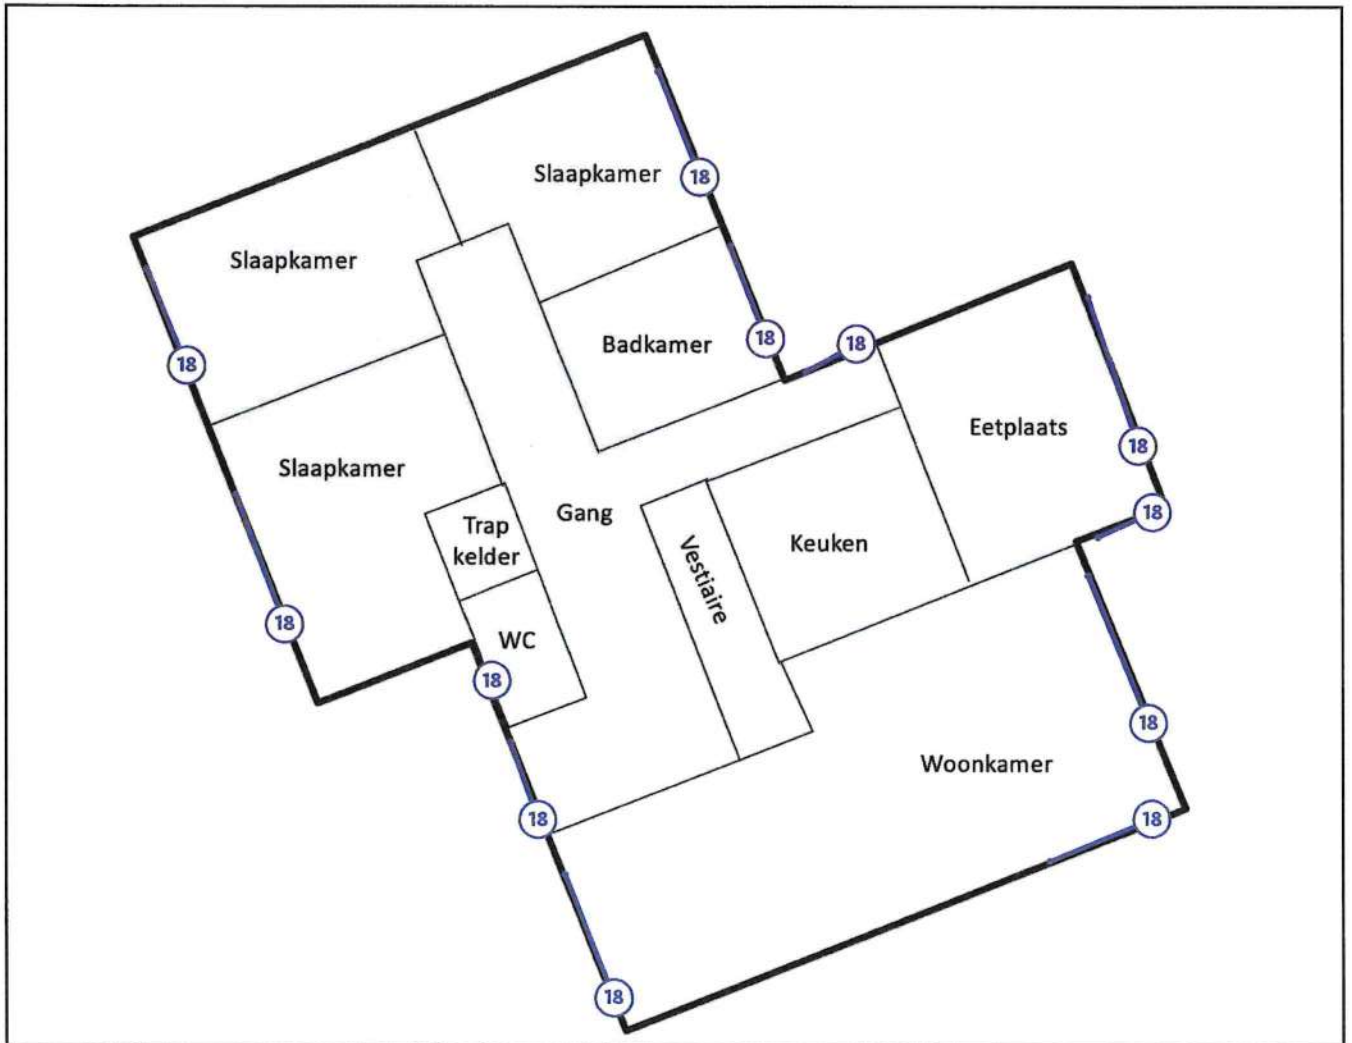 Slaapkamer
18
Slaapkamer
Badkamer
18
18
18
Eetplaats
18
Slaapkamer
Gang
18
Trap
kelder
Keuken
Vestiaire
18
WC
18
18
Woonkamer
18
18
18